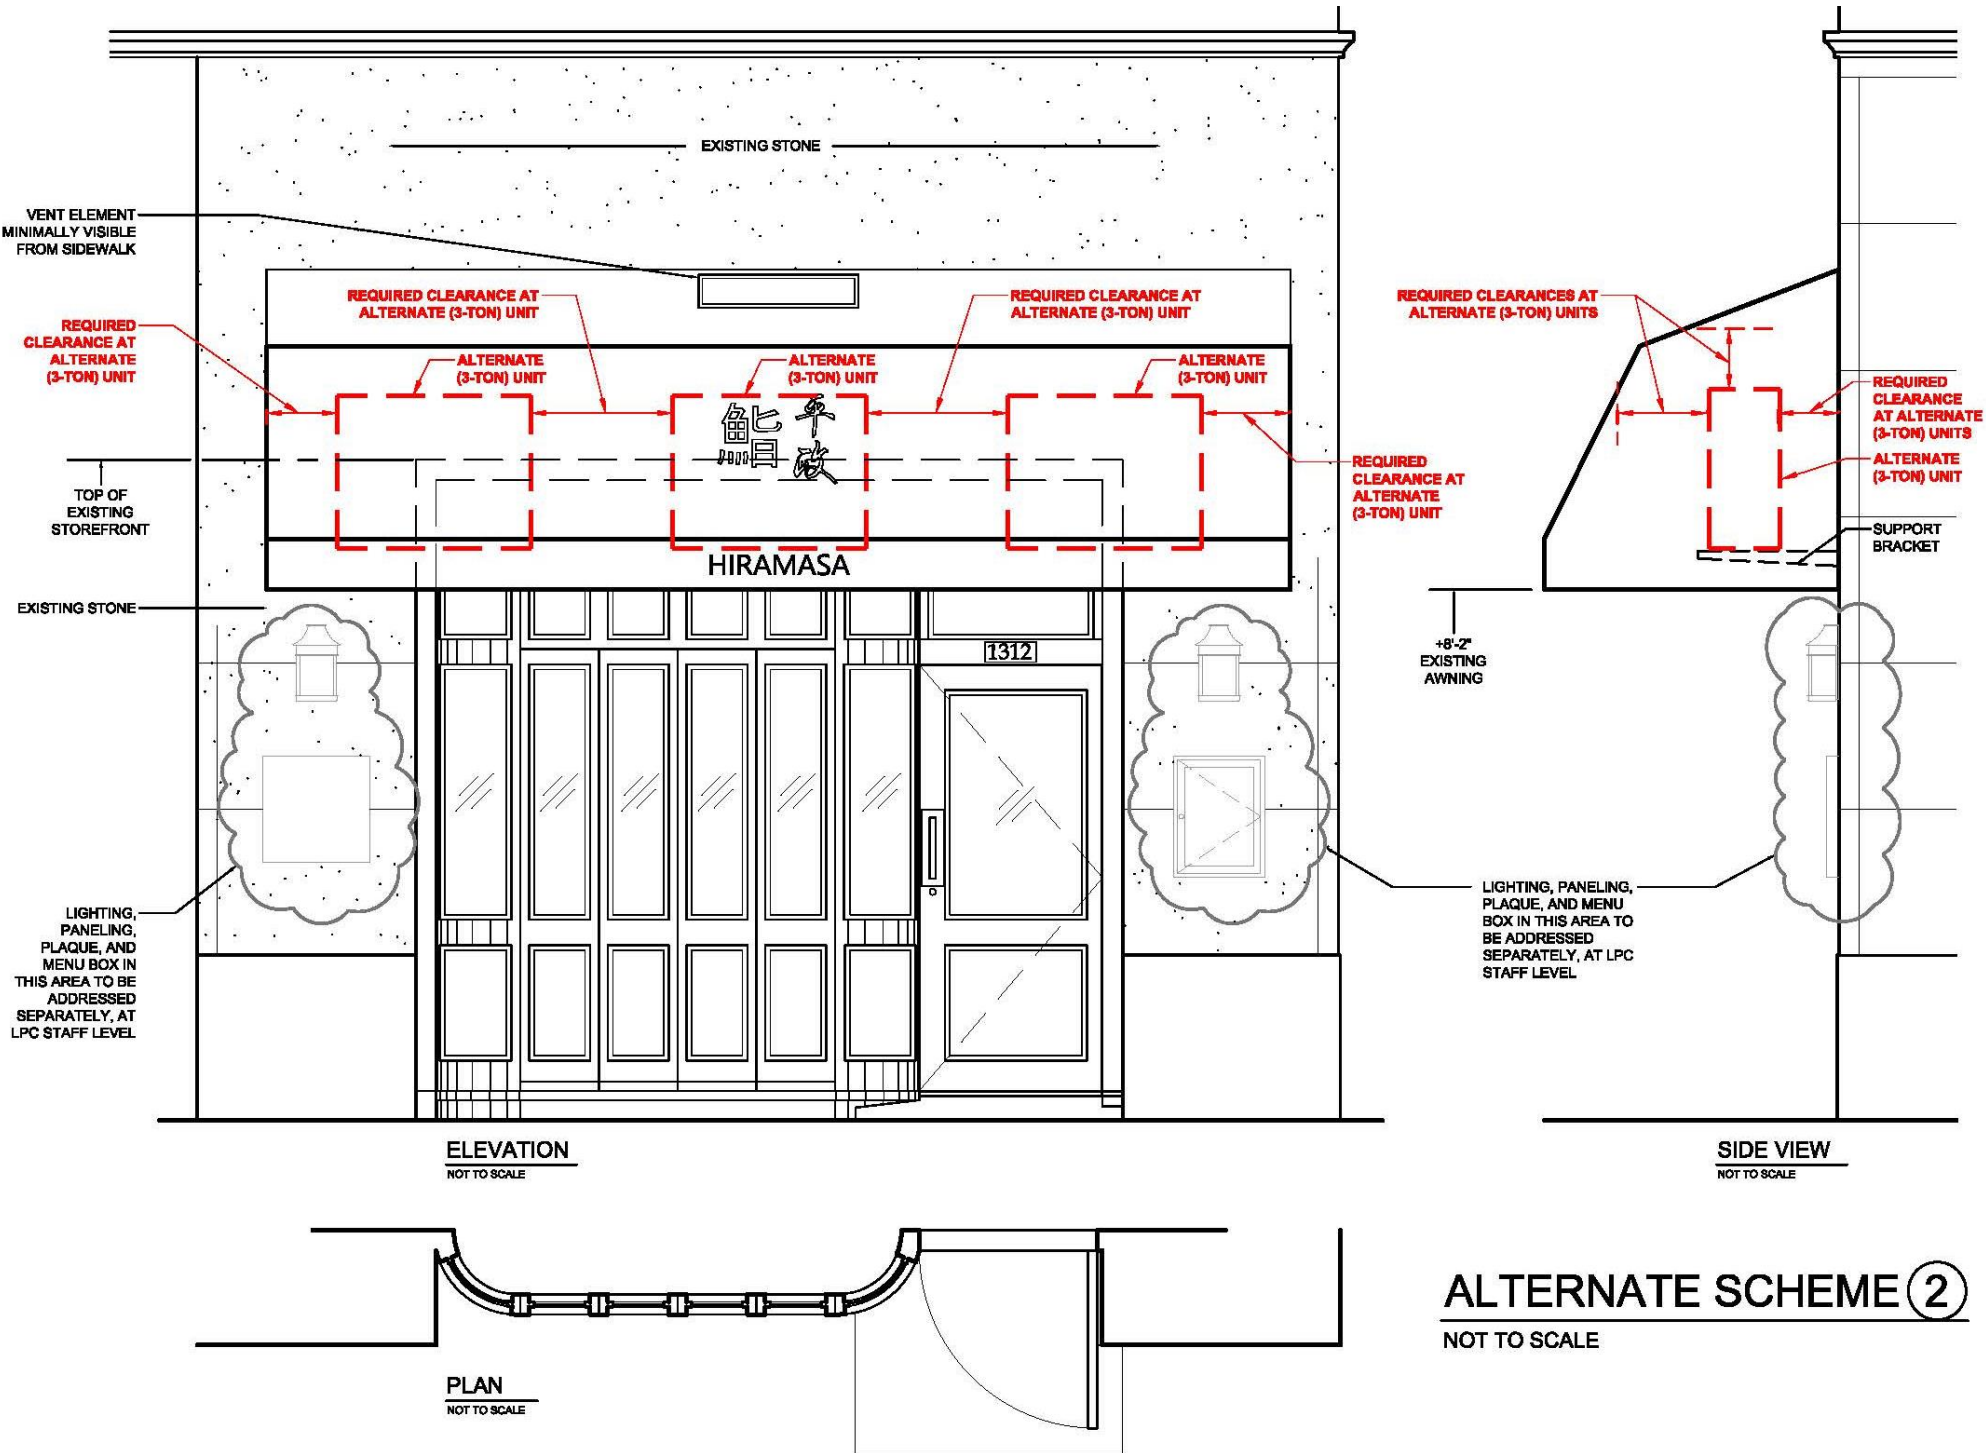 EXISTING STONE
VENT ELEMENT
MINIMALLY VISIBLE
FROM SIDEWALK
REQUIRED
CLEARANCE AT
ALTERNATE
(3-TON) UNIT
REQUIRED CLEARANCE AT
ALTERNATE (3-TON) UNIT
REQUIRED CLEARANCE AT
ALTERNATE (3-TON) UNIT
ALTERNATE
(3-TON) UNIT
ALTERNATE
(3-TON) UNIT
ALTERNATE
(3-TON) UNIT
平政
鮨
REQUIRED
CLEARANCE AT
ALTERNATE
(3-TON) UNIT
TOP OF
EXISTING
STOREFRONT
HIRAMASA
EXISTING STONE
1312
LIGHTING,
PANELING,
PLAQUE, AND
MENU BOX IN
THIS AREA TO BE
ADDRESSED
SEPARATELY, AT
LPC STAFF LEVEL
ELEVATION
NOT TO SCALE
REQUIRED CLEARANCES AT
ALTERNATE (3-TON) UNITS
REQUIRED
CLEARANCE
AT ALTERNATE
(3-TON) UNITS
ALTERNATE
(3-TON) UNIT
SUPPORT
BRACKET
+8'-2"
EXISTING
AWNING
LIGHTING, PANELING,
PLAQUE, AND MENU
BOX IN THIS AREA TO
BE ADDRESSED
SEPARATELY, AT LPC
STAFF LEVEL
SIDE VIEW
NOT TO SCALE
PLAN
NOT TO SCALE
ALTERNATE SCHEME 2
NOT TO SCALE